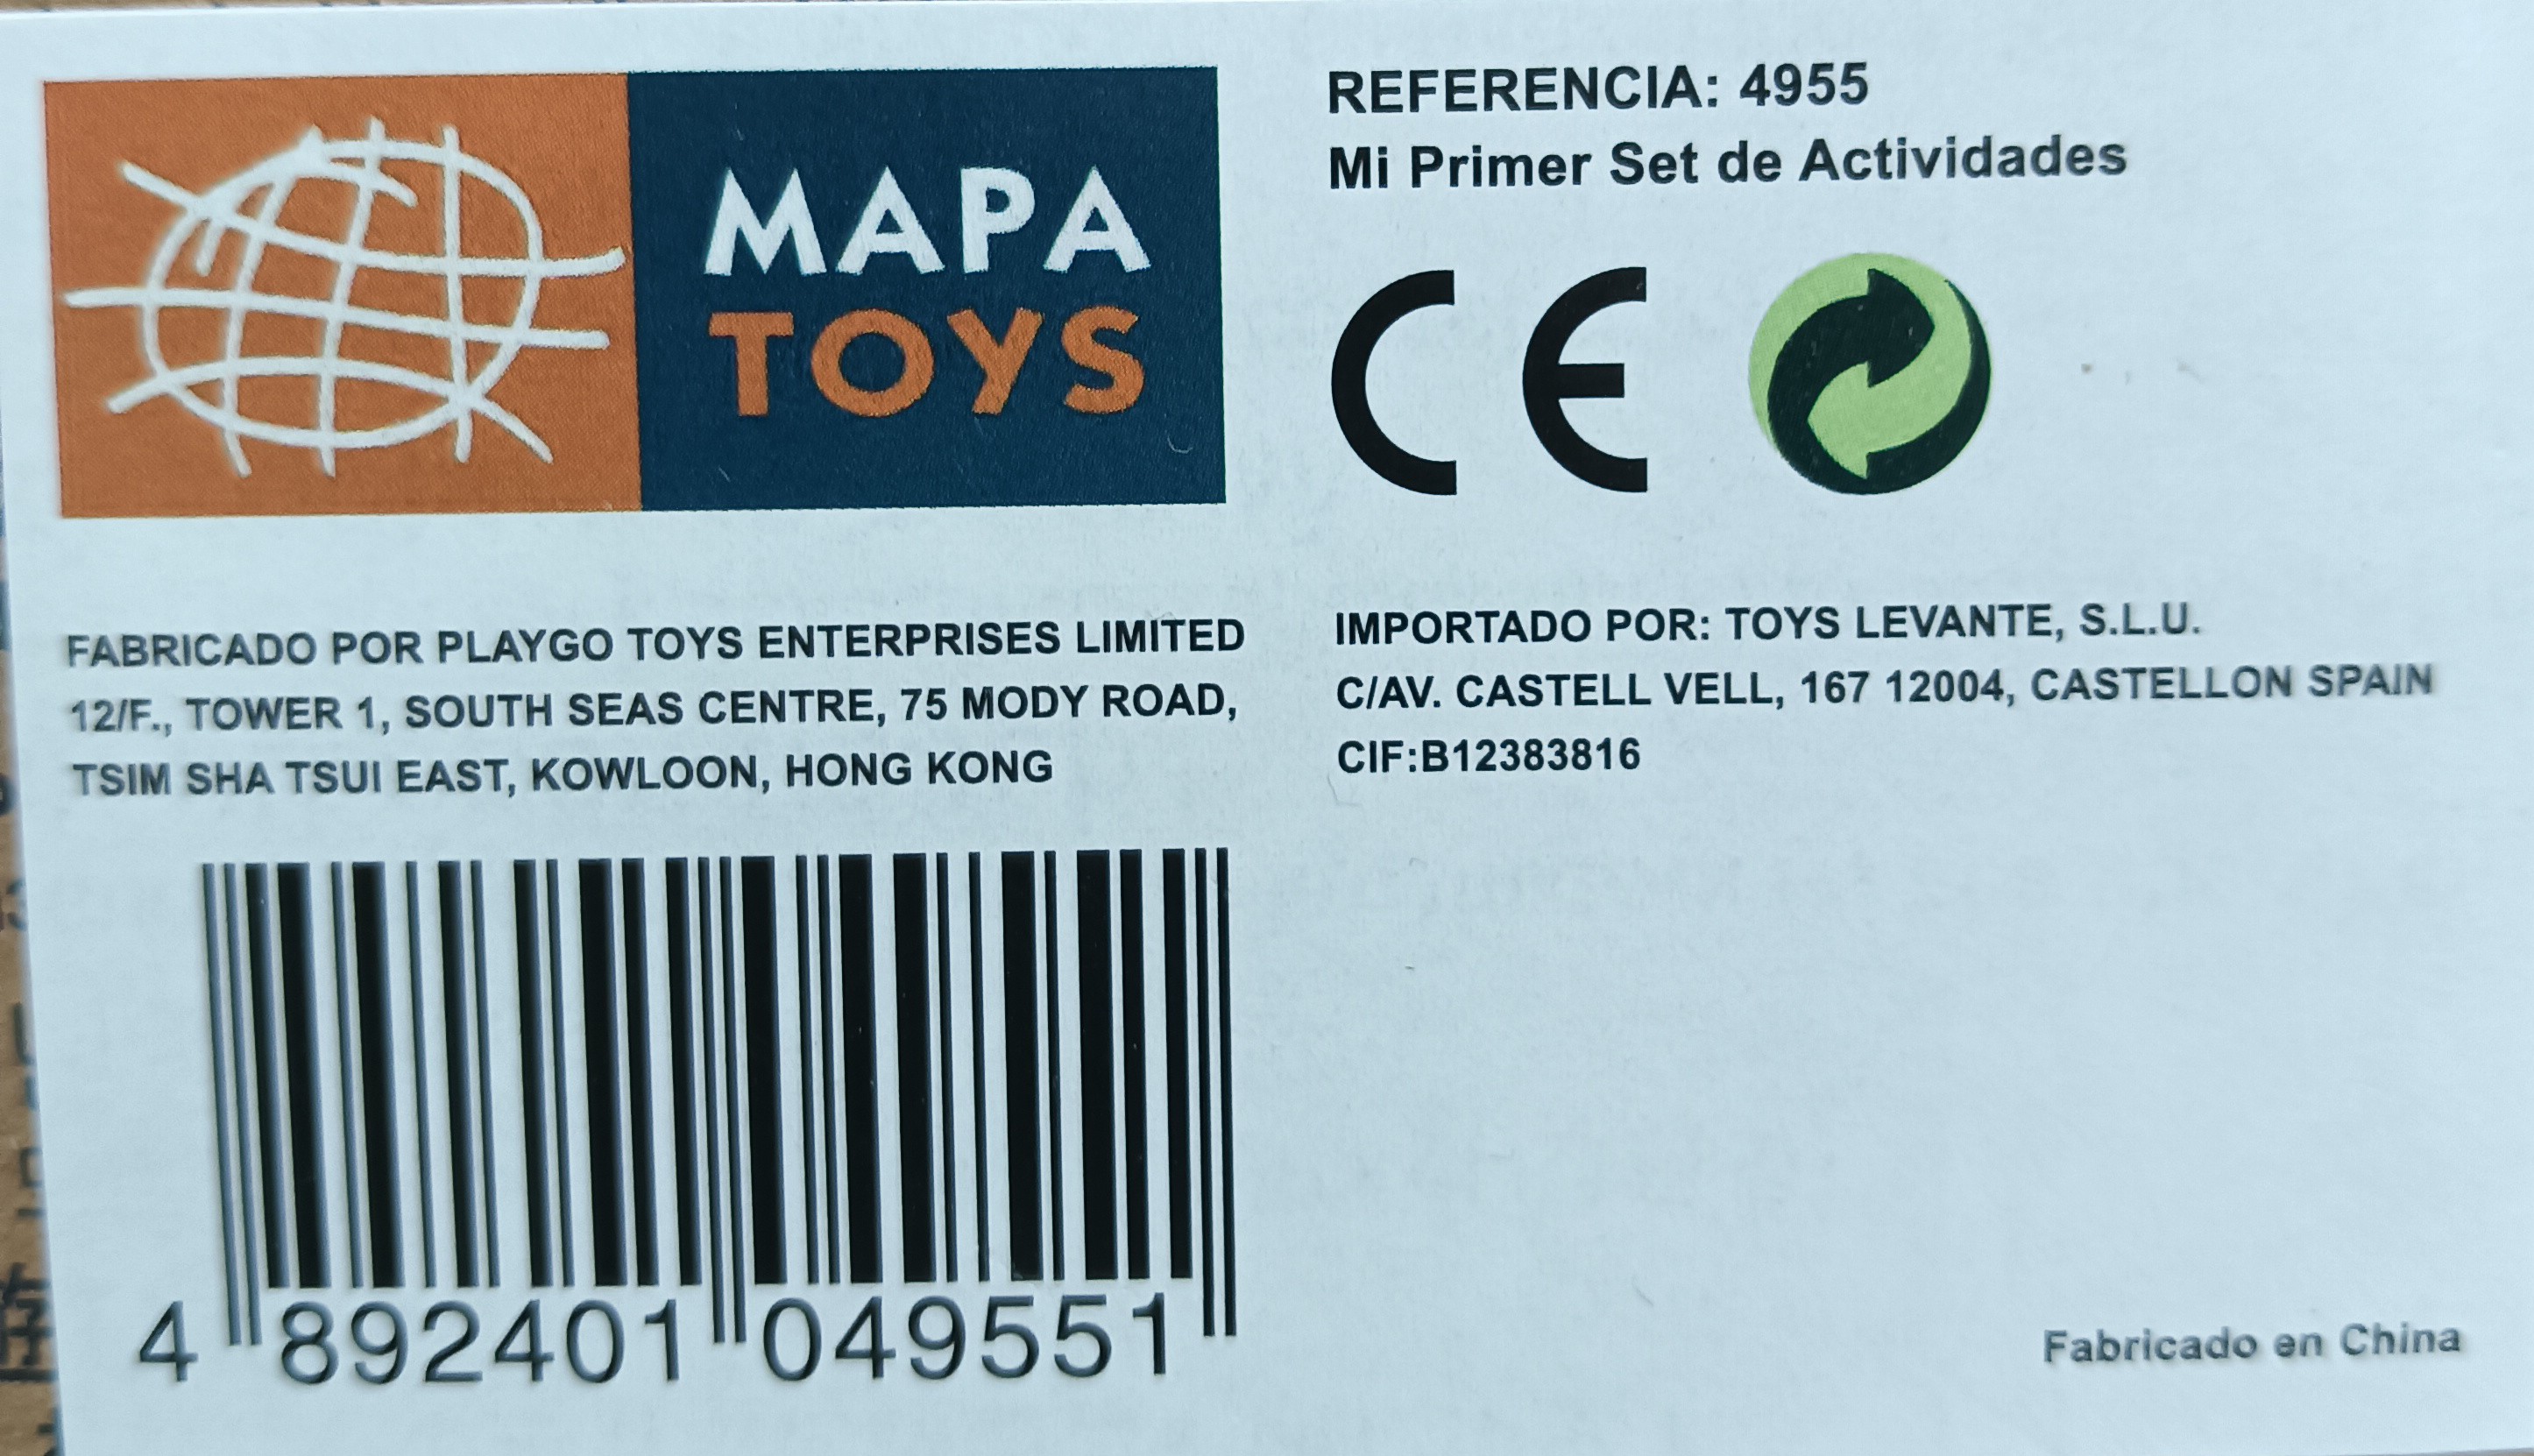 MAPA
TOYS
REFERENCIA: 4955
Mi Primer Set de Actividades
CE
FABRICADO POR PLAYGO TOYS ENTERPRISES LIMITED
12/F., TOWER 1, SOUTH SEAS CENTRE, 75 MODY ROAD,
TSIM SHA TSUI EAST, KOWLOON, HONG KONG
IMPORTADO POR: TOYS LEVANTE, S.L.U.
C/AV. CASTELL VELL, 167 12004, CASTELLON SPAIN
CIF:B12383816
4 892401 049551
Fabricado en China